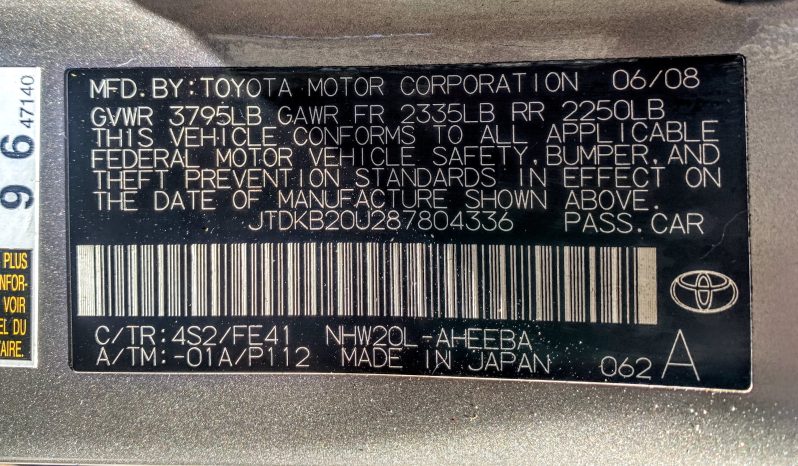 MFD. BY: TOYOTA MOTOR CORPORATION 06/08
GVWR 3795LB GAWR FR 2335LB RR 2250LB
THIS VEHICLE CONFORMS TO ALL APPLICABLE
FEDERAL MOTOR VEHICLE SAFETY, BUMPER, AND
THEFT PREVENTION STANDARDS IN EFFECT ON
THE DATE OF MANUFACTURE SHOWN ABOVE.
JTDKB20U287804336 PASS. CAR
C/TR: 4S2/FE41 NHW20L-AHEEBA
A/TM: -01A/P112 MADE IN JAPAN 062 A
96 47140
PLUS
NFOR-
VOIR
EL DU
TAIRE.